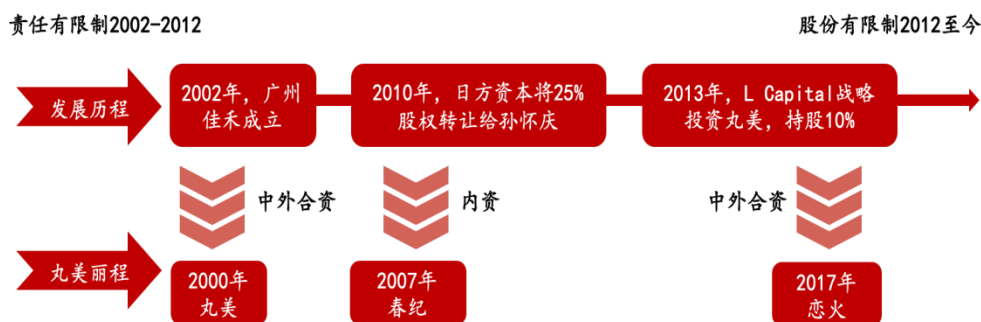 责任有限制2002-2012
股份有限制2012至今
发展历程
2002年，广州
佳禾成立
2010年，日方资本将25%
股权转让给孙怀庆
2013年，L Capital战略
投资丸美，持股10%
中外合资
内资
中外合资
丸美丽程
2000年
丸美
2007年
春纪
2017年
恋火